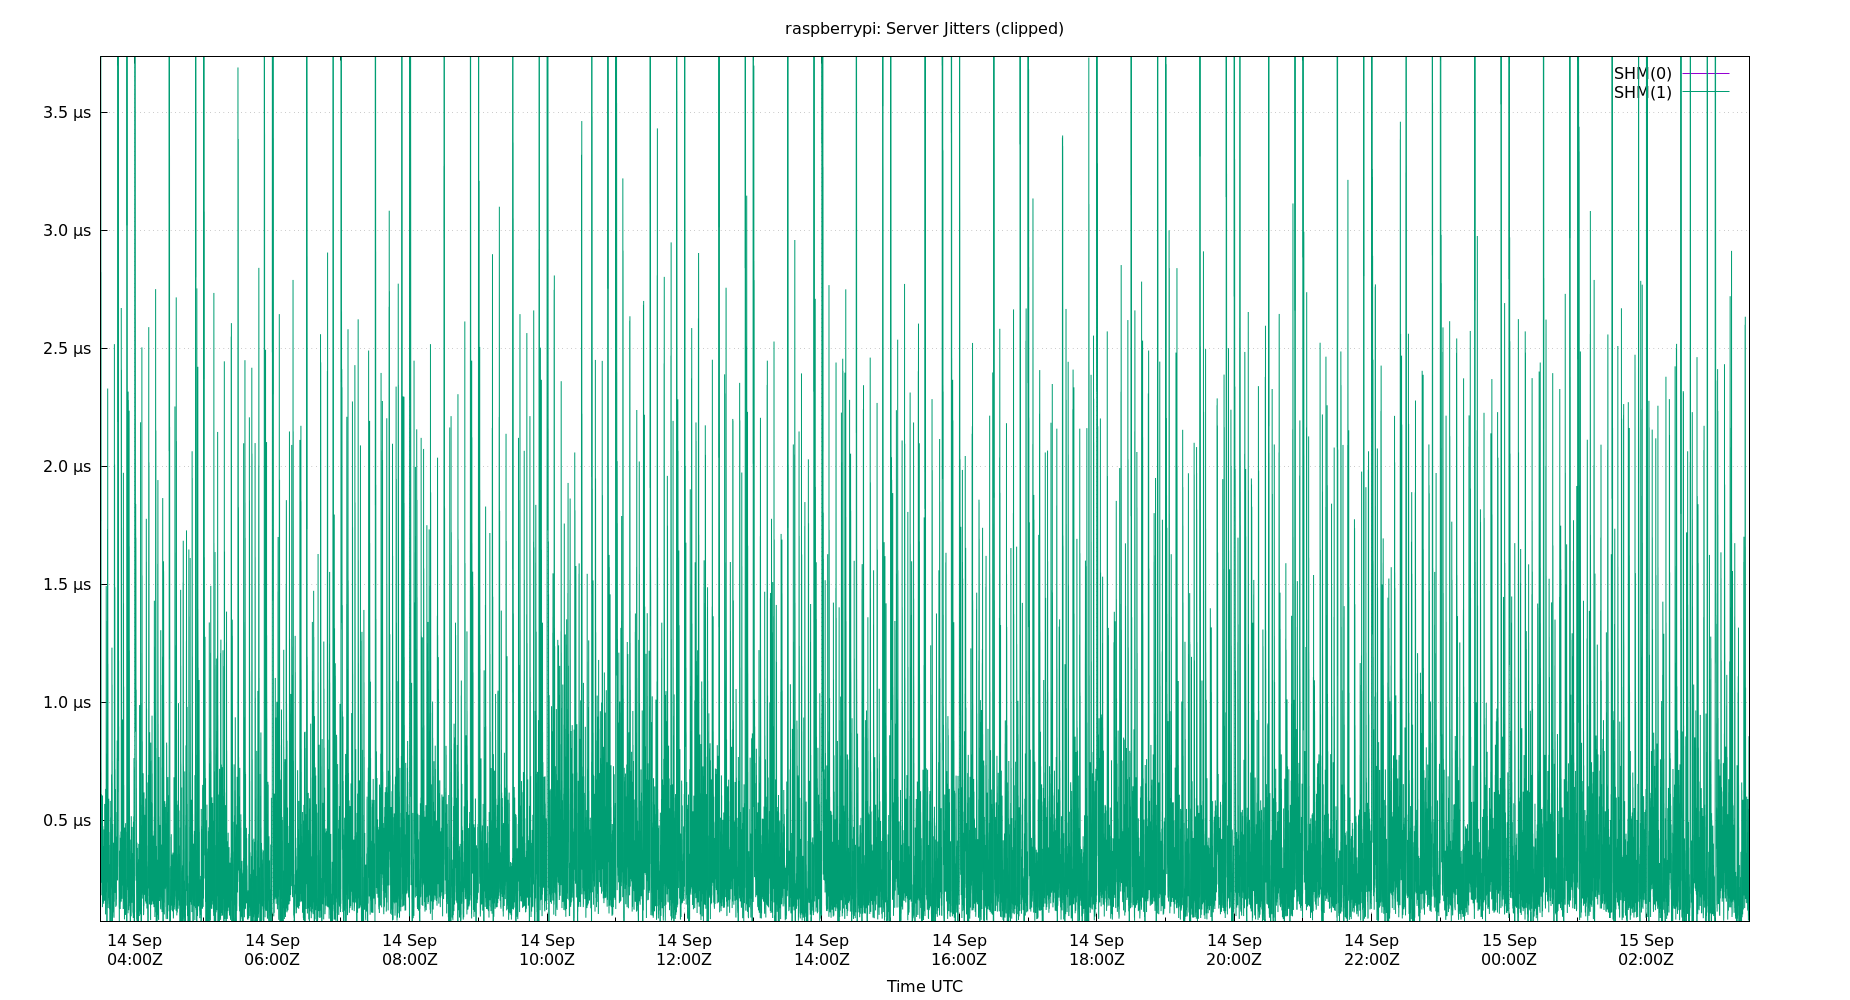 raspberrypi: Server Jitters (clipped)
SHM(0)
SHM(1)
3.5 μs
3.0 μs
2.5 μs
2.0 μs
1.5 μs
1.0 μs
0.5 μs
14 Sep 14 Sep 14 Sep 14 Sep 14 Sep 14 Sep 14 Sep 14 Sep 14 Sep 14 Sep 15 Sep 15 Sep
04:00Z 06:00Z 08:00Z 10:00Z 12:00Z 14:00Z 16:00Z 18:00Z 20:00Z 22:00Z 00:00Z 02:00Z
Time UTC